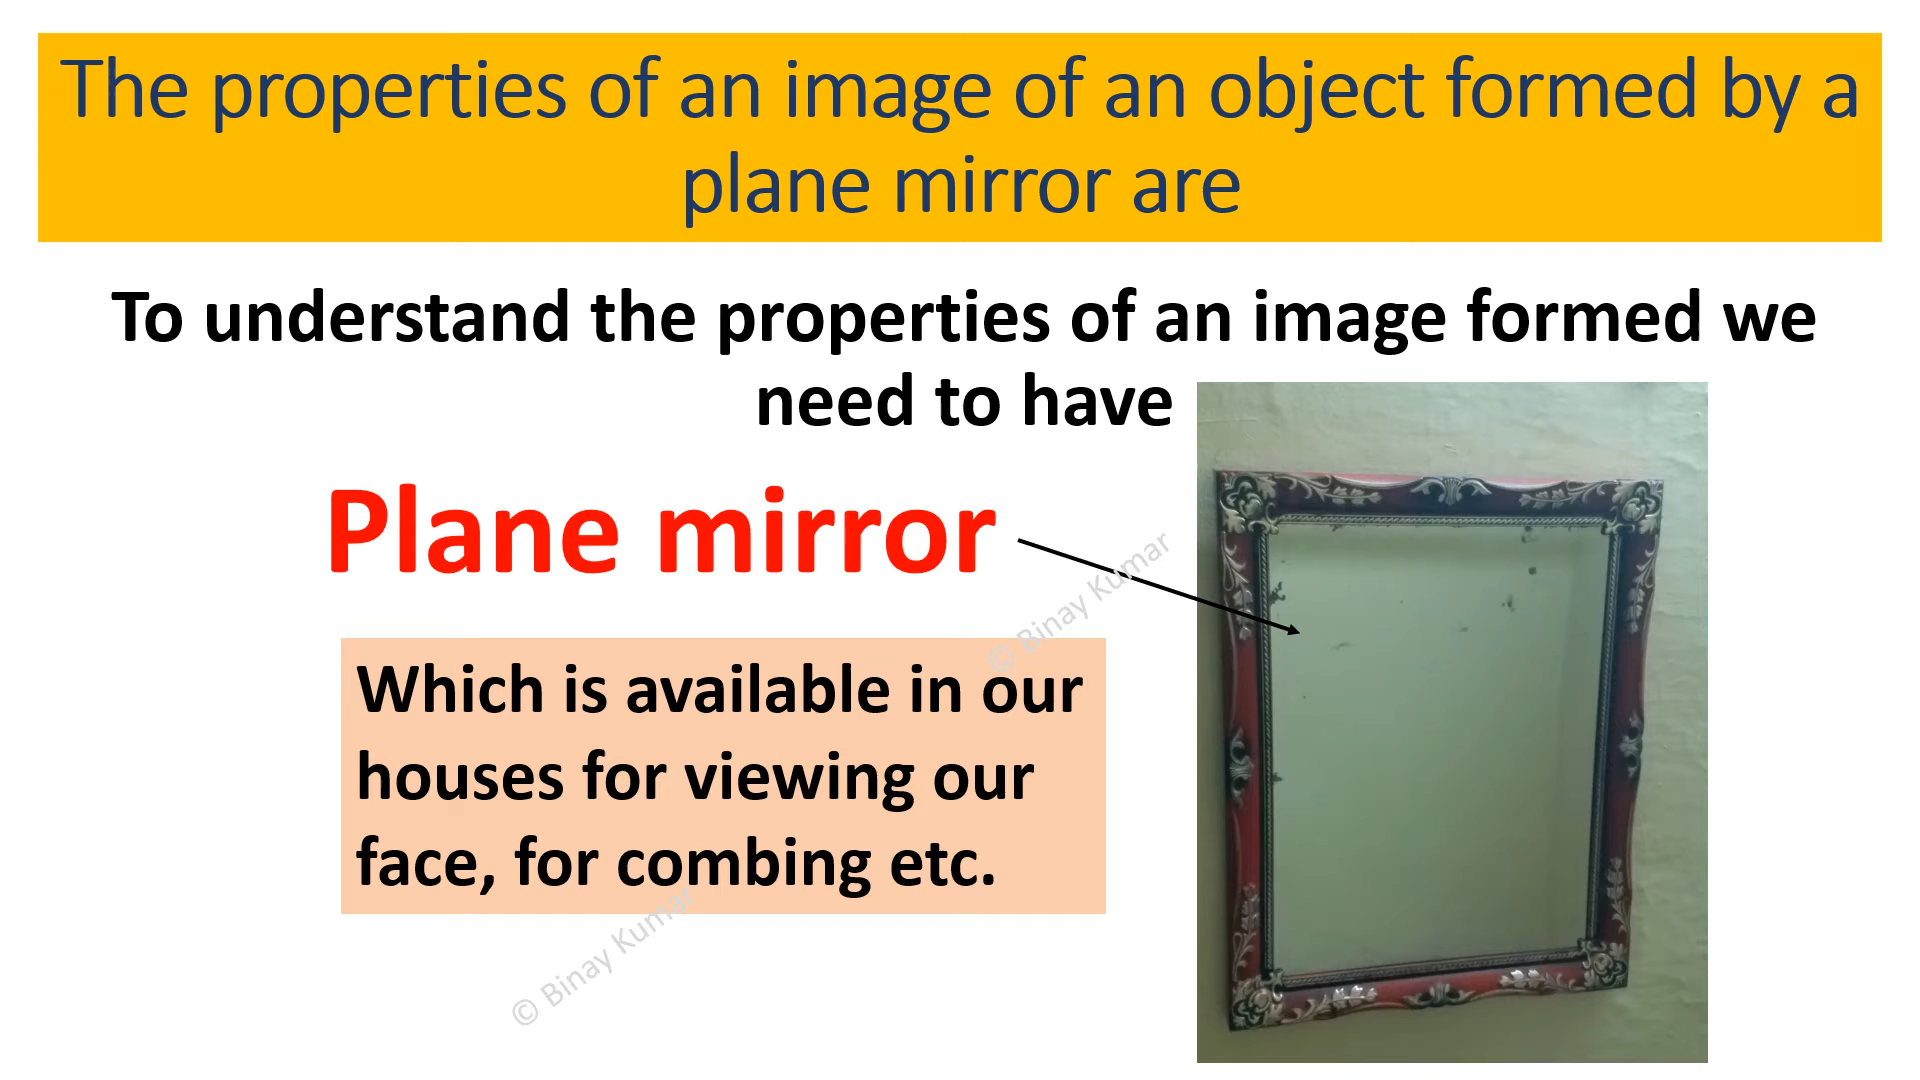 The properties of an image of an object formed by a
plane mirror are
To understand the properties of an image formed we
need to have
Plane mirror
© Binay Kumar
Which is available in our
houses for viewing our
face, for combing etc.
© Binay Kumar